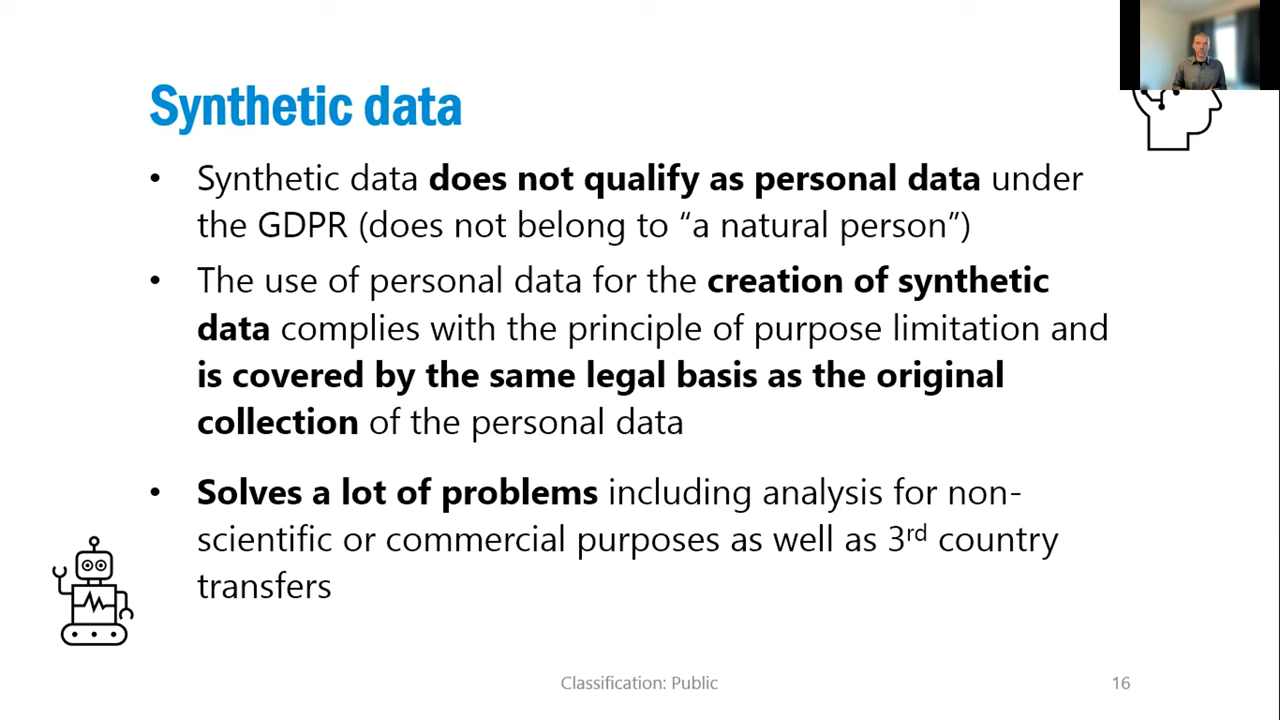 Synthetic data
• Synthetic data does not qualify as personal data under
the GDPR (does not belong to “a natural person”)
• The use of personal data for the creation of synthetic
data complies with the principle of purpose limitation and
is covered by the same legal basis as the original
collection of the personal data
• Solves a lot of problems including analysis for non-
scientific or commercial purposes as well as 3rd country
transfers
Classification: Public
16